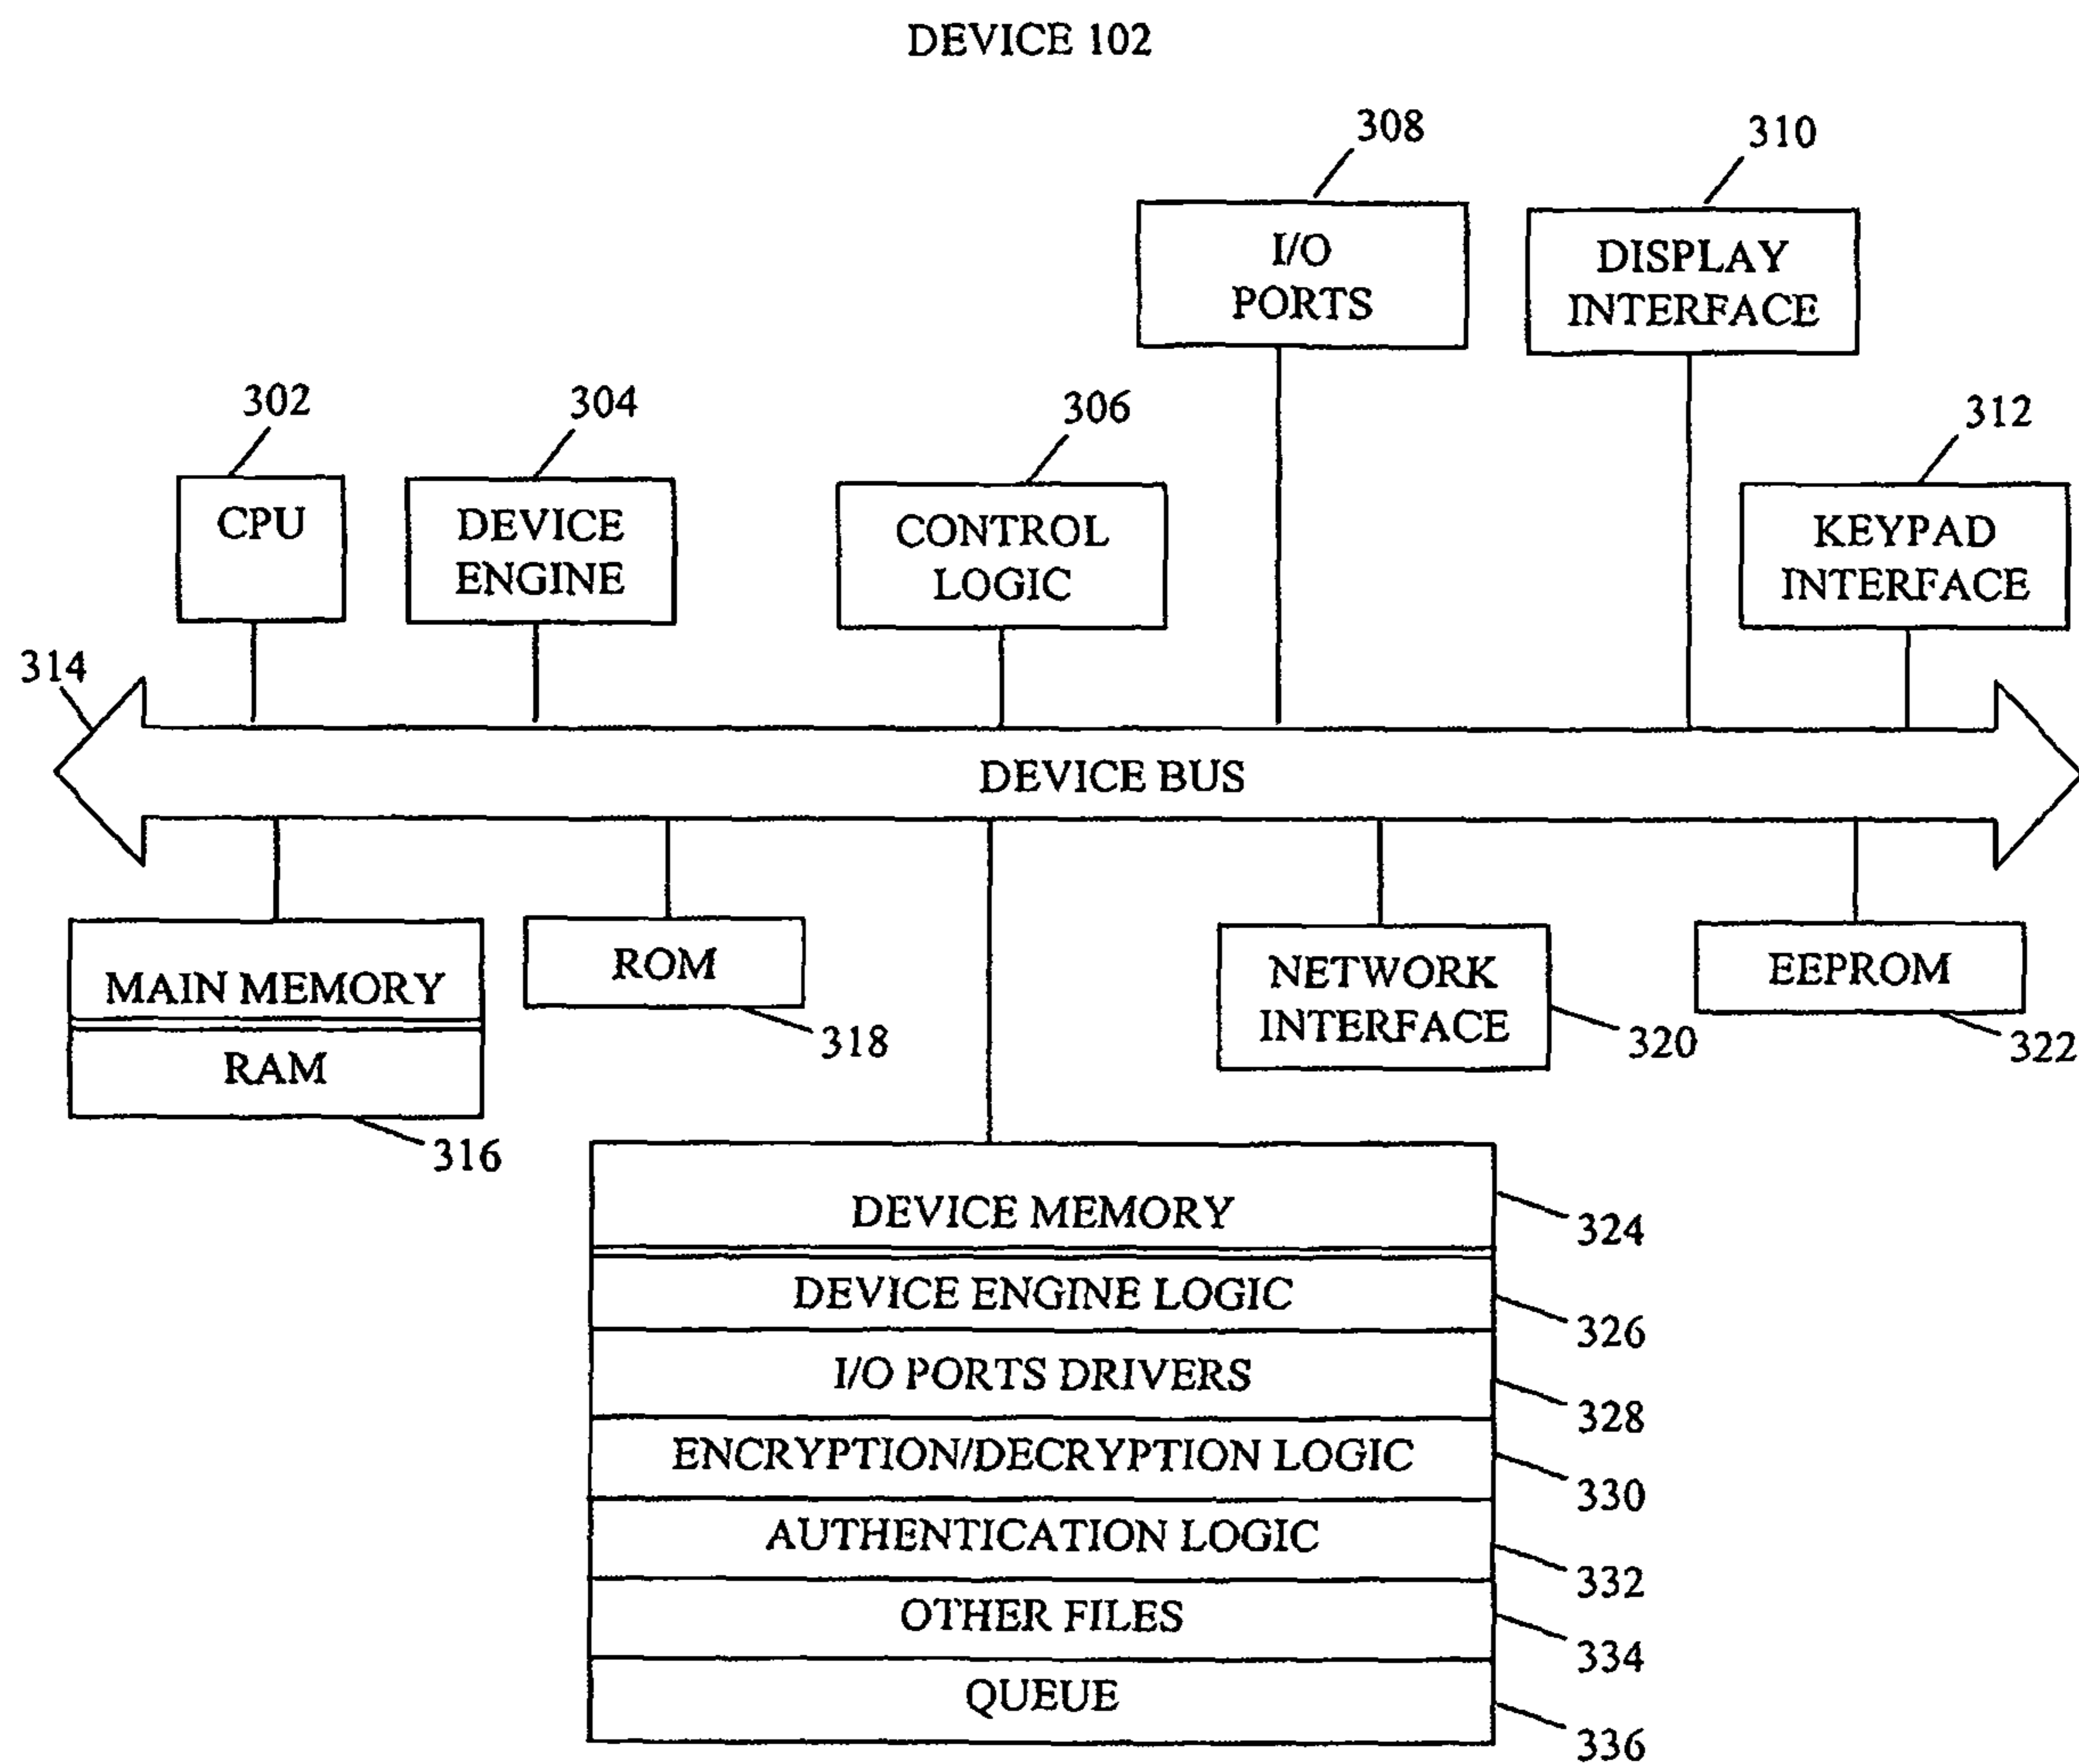 DEVICE 102
308
310
I/O
PORTS
DISPLAY
INTERFACE
302
304
306
312
CPU
DEVICE
ENGINE
CONTROL
LOGIC
KEYPAD
INTERFACE
314
DEVICE BUS
MAIN MEMORY
RAM
316
ROM
318
NETWORK
INTERFACE
320
EEPROM
322
DEVICE MEMORY
324
DEVICE ENGINE LOGIC
326
I/O PORTS DRIVERS
328
ENCRYPTION/DECRYPTION LOGIC
330
AUTHENTICATION LOGIC
332
OTHER FILES
334
QUEUE
336